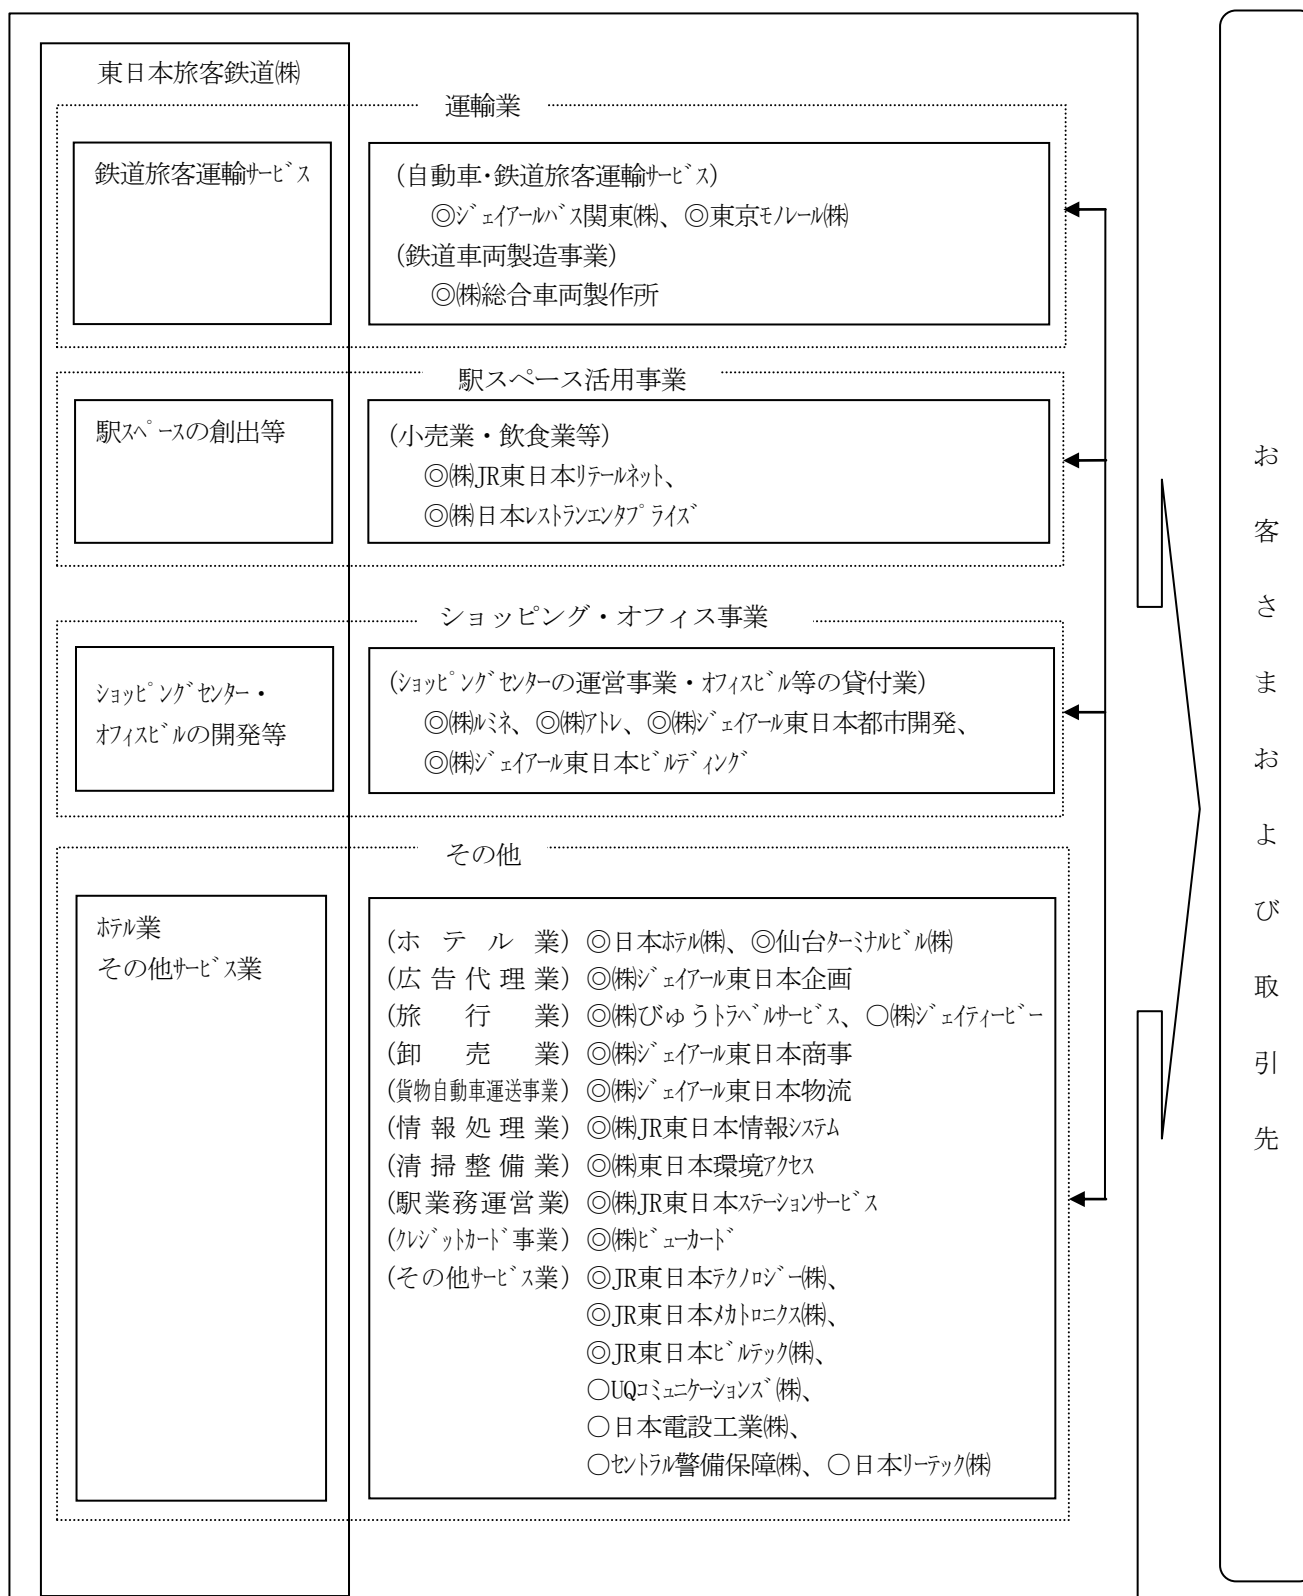 東日本旅客鉄道㈱
運輸業
鉄道旅客運輸ｻｰﾋﾞｽ
(自動車･鉄道旅客運輸ｻｰﾋﾞｽ)
◎ｼﾞｪｲｱｰﾙﾊﾞｽ関東㈱、◎東京ﾓﾉﾚｰﾙ㈱
(鉄道車両製造事業)
◎㈱総合車両製作所
駅スペース活用事業
駅ｽﾍﾟｰｽの創出等
(小売業・飲食業等)
◎㈱JR東日本ﾘﾃｰﾙﾈｯﾄ、
◎㈱日本ﾚｽﾄﾗﾝｴﾝﾀﾌﾟﾗｲｽﾞ
ショッピング・オフィス事業
ｼｮｯﾋﾟﾝｸﾞｾﾝﾀｰ・
ｵﾌｨｽﾋﾞﾙの開発等
(ｼｮｯﾋﾟﾝｸﾞｾﾝﾀｰの運営事業・ｵﾌｨｽﾋﾞﾙ等の貸付業)
◎㈱ﾙﾐﾈ、◎㈱ｱﾄﾚ、◎㈱ｼﾞｪｲｱｰﾙ東日本都市開発、
◎㈱ｼﾞｪｲｱｰﾙ東日本ﾋﾞﾙﾃﾞｨﾝｸﾞ
その他
ﾎﾃﾙ業
その他ｻｰﾋﾞｽ業
(ホテル業) ◎日本ﾎﾃﾙ㈱、◎仙台ﾀｰﾐﾅﾙﾋﾞﾙ㈱
(広告代理業) ◎㈱ｼﾞｪｲｱｰﾙ東日本企画
(旅行業) ◎㈱びゅうﾄﾗﾍﾞﾙｻｰﾋﾞｽ、○㈱ｼﾞｪｲﾃｨｰﾋﾞｰ
(卸売業) ◎㈱ｼﾞｪｲｱｰﾙ東日本商事
(貨物自動車運送事業) ◎㈱ｼﾞｪｲｱｰﾙ東日本物流
(情報処理業) ◎㈱JR東日本情報ｼｽﾃﾑ
(清掃整備業) ◎㈱東日本環境ｱｸｾｽ
(駅業務運営業) ◎㈱JR東日本ｽﾃｰｼｮﾝｻｰﾋﾞｽ
(ｸﾚｼﾞｯﾄｶｰﾄﾞ事業) ◎㈱ﾋﾞｭｰｶｰﾄﾞ
(その他ｻｰﾋﾞｽ業) ◎JR東日本ﾃｸﾉﾛｼﾞｰ㈱、
◎JR東日本ﾒｶﾄﾛﾆｸｽ㈱、
◎JR東日本ﾋﾞﾙﾃｯｸ㈱、
○UQｺﾐｭﾆｹｰｼｮﾝｽﾞ㈱、
○日本電設工業㈱、
○ｾﾝﾄﾗﾙ警備保障㈱、○日本ﾘｰﾃｯｸ㈱
お客さまおよび取引先